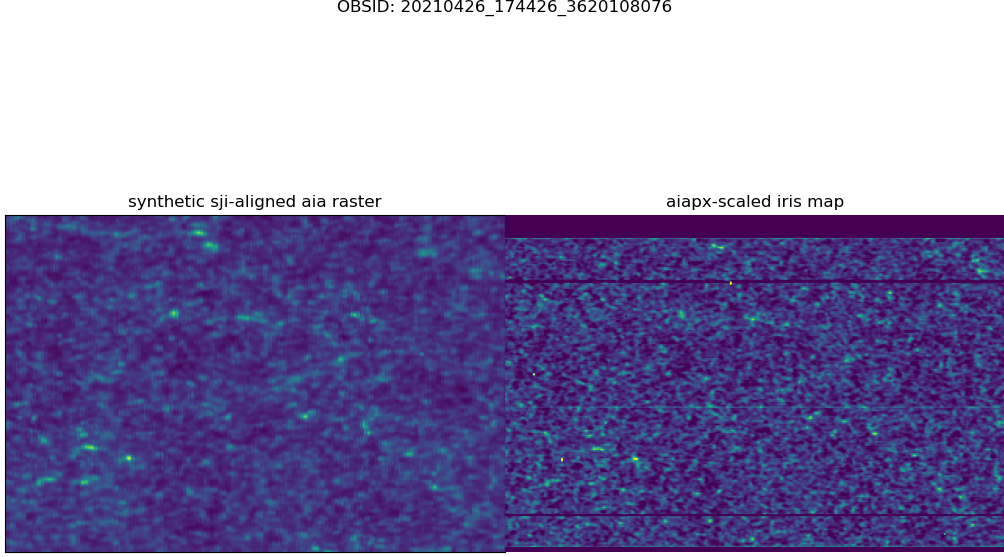 OBSID: 20210426_174426_3620108076
synthetic sji-aligned aia raster
aiapx-scaled iris map